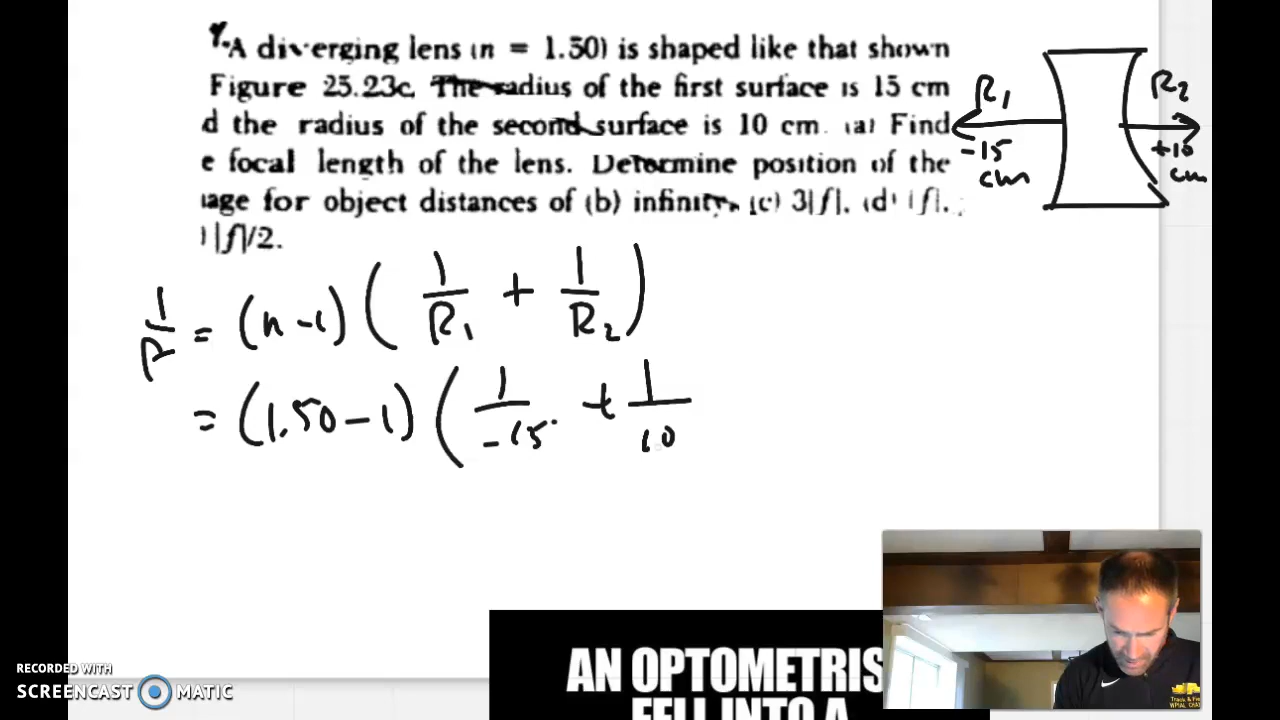 A diverging lens (n = 1.50) is shaped like that shown
Figure 25.23c. The radius of the first surface is 15 cm
d the radius of the second surface is 10 cm. (a) Find
e focal length of the lens. Determine position of the
age for object distances of (b) infinity, (c) 3|f|, (d) |f|,
) |f|/2.
R₁ R₂
-15 cm +10 cm
1/f = (n - 1) ( 1/R₁ + 1/R₂ )
= (1.50 - 1) ( 1/-15 + 1/10
RECORDED WITH
SCREENCAST MATIC
AN OPTOMETRIS
FELL INTO A